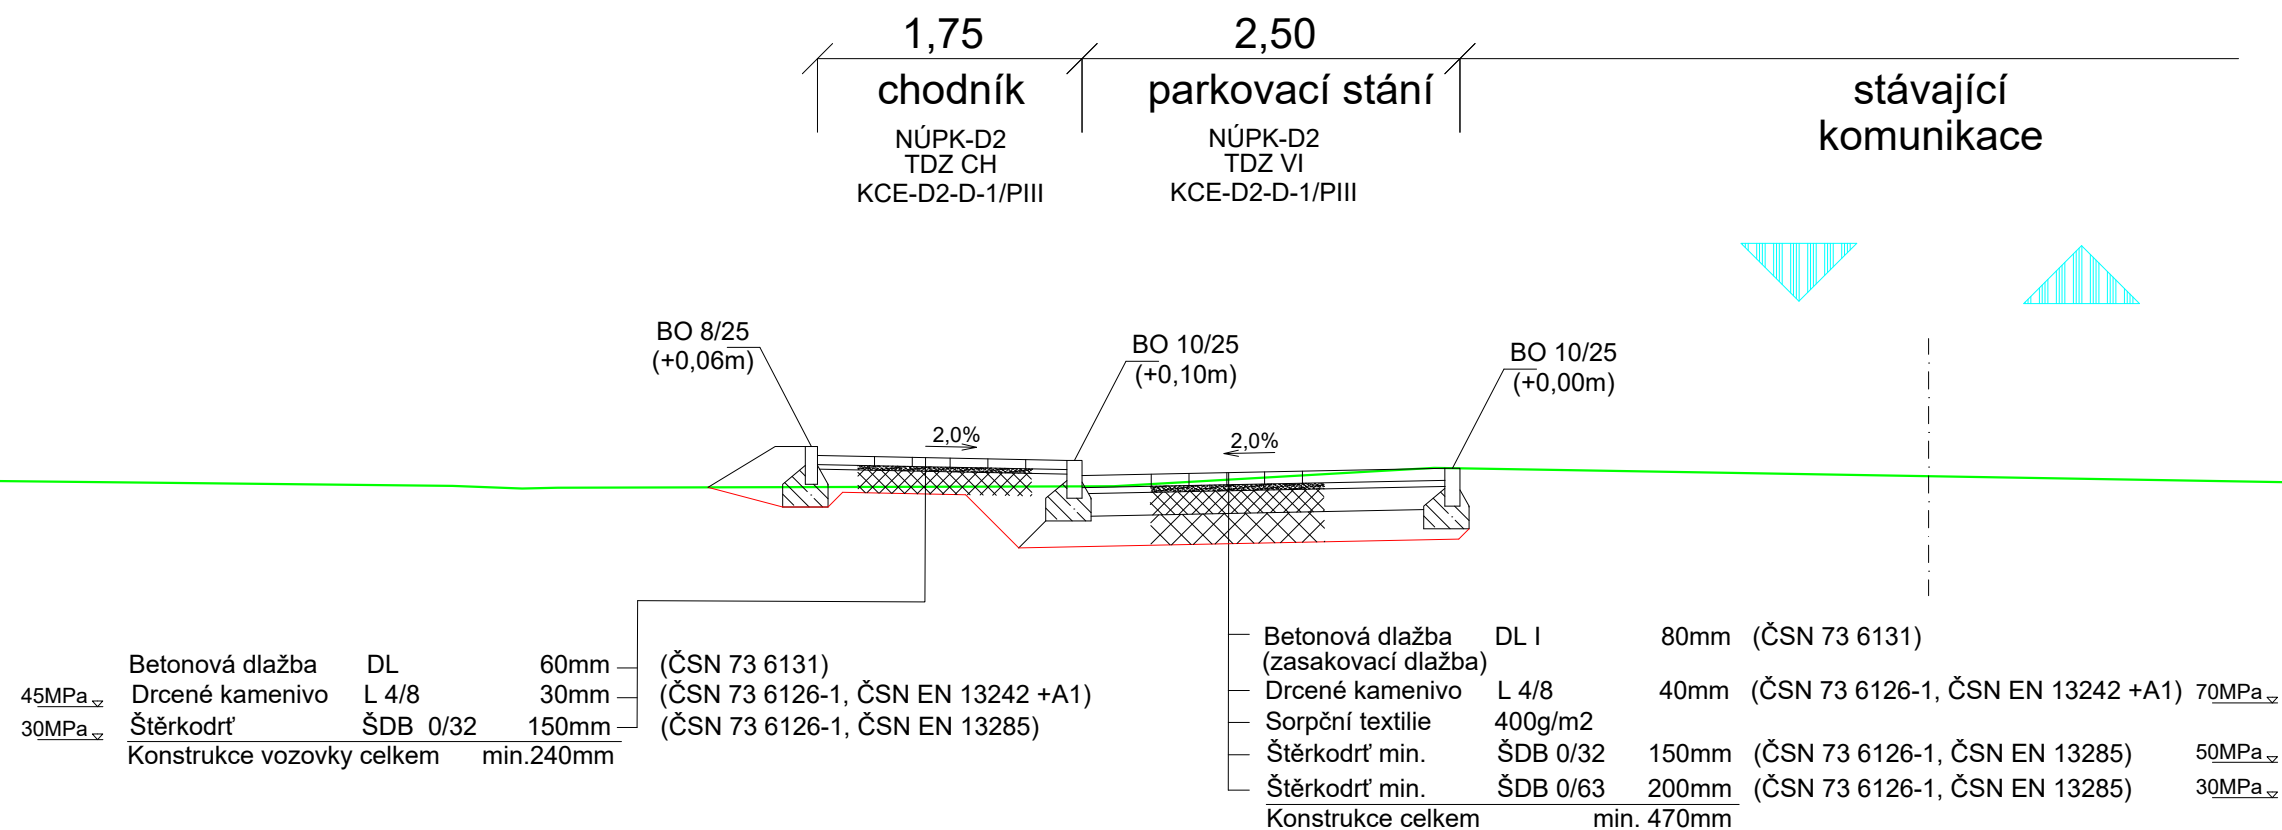 1,75
2,50
chodník
parkovací stání
stávající
komunikace
NÚPK-D2
TDZ CH
KCE-D2-D-1/PIII
NÚPK-D2
TDZ VI
KCE-D2-D-1/PIII
BO 8/25
(+0,06m)
BO 10/25
(+0,10m)
BO 10/25
(+0,00m)
2,0%
2,0%
Betonová dlažba DL 60mm (ČSN 73 6131)
45MPa Drcené kamenivo L 4/8 30mm (ČSN 73 6126-1, ČSN EN 13242 +A1)
30MPa Štěrkodrť ŠDB 0/32 150mm (ČSN 73 6126-1, ČSN EN 13285)
Konstrukce vozovky celkem min.240mm
Betonová dlažba DL I 80mm (ČSN 73 6131)
(zasakovací dlažba)
Drcené kamenivo L 4/8 40mm (ČSN 73 6126-1, ČSN EN 13242 +A1) 70MPa
Sorpční textilie 400g/m2
Štěrkodrť min. ŠDB 0/32 150mm (ČSN 73 6126-1, ČSN EN 13285) 50MPa
Štěrkodrť min. ŠDB 0/63 200mm (ČSN 73 6126-1, ČSN EN 13285) 30MPa
Konstrukce celkem min. 470mm